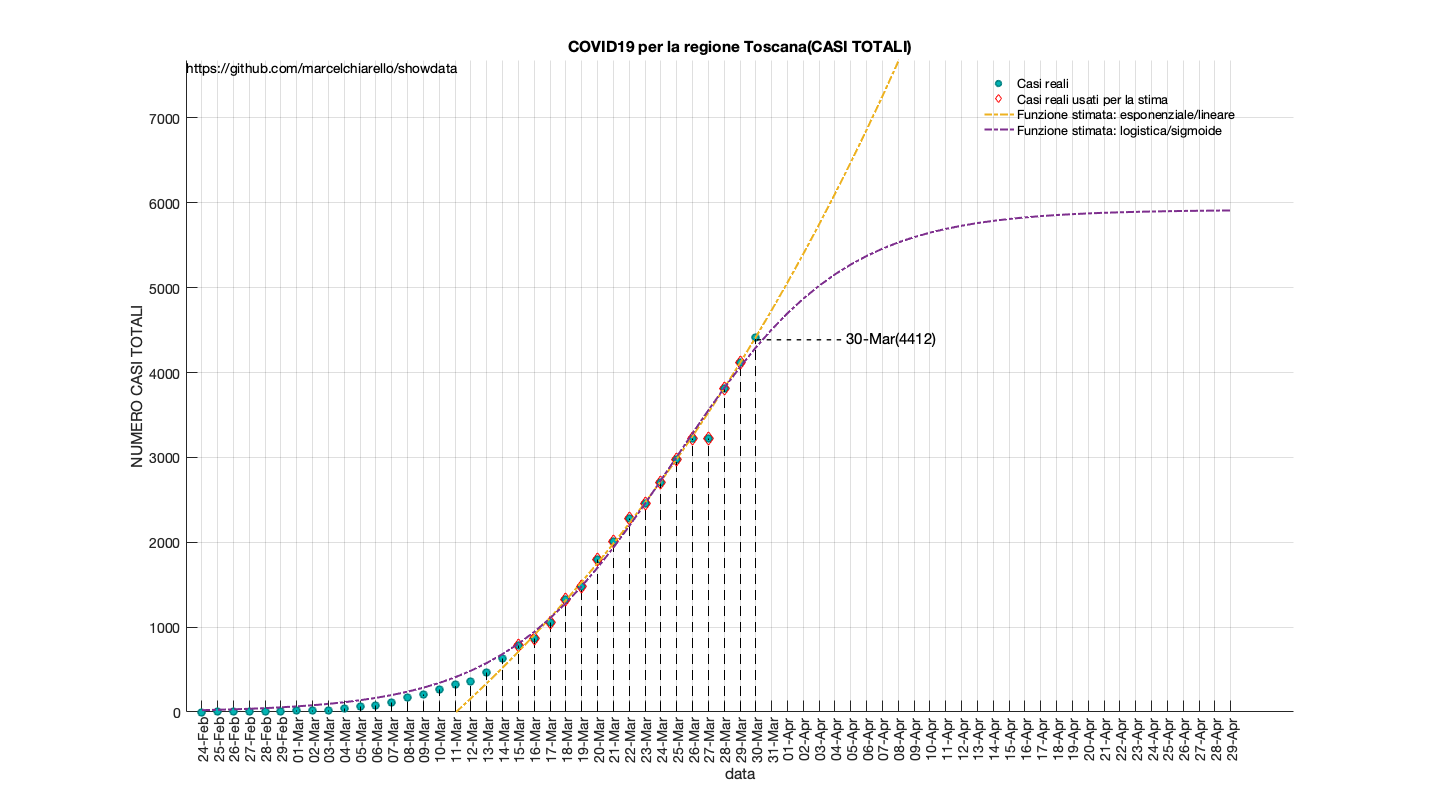 COVID19 per la regione Toscana(CASI TOTALI)
https://github.com/marcelchiarello/showdata
Casi reali
Casi reali usati per la stima
Funzione stimata: esponenziale/lineare
Funzione stimata: logistica/sigmoide
7000
6000
5000
4000
3000
2000
1000
0
NUMERO CASI TOTALI
30-Mar(4412)
24-Feb
25-Feb
26-Feb
27-Feb
28-Feb
29-Feb
01-Mar
02-Mar
03-Mar
04-Mar
05-Mar
06-Mar
07-Mar
08-Mar
09-Mar
10-Mar
11-Mar
12-Mar
13-Mar
14-Mar
15-Mar
16-Mar
17-Mar
18-Mar
19-Mar
20-Mar
21-Mar
22-Mar
23-Mar
24-Mar
25-Mar
26-Mar
27-Mar
28-Mar
29-Mar
30-Mar
31-Mar
01-Apr
02-Apr
03-Apr
04-Apr
05-Apr
06-Apr
07-Apr
08-Apr
09-Apr
10-Apr
11-Apr
12-Apr
13-Apr
14-Apr
15-Apr
16-Apr
17-Apr
18-Apr
19-Apr
20-Apr
21-Apr
22-Apr
23-Apr
24-Apr
25-Apr
26-Apr
27-Apr
28-Apr
29-Apr
data